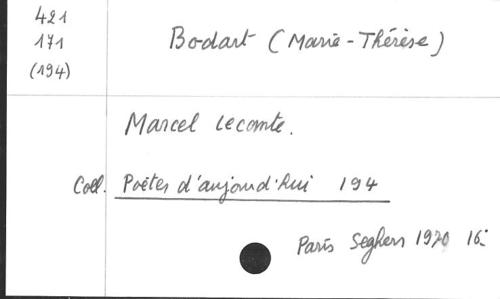 421
171
(194)
Bodart (Marie-Thérèse)
Marcel Lecomte.
Coll. Poètes d'aujourd'hui 194
Paris Seghers 1970 16: